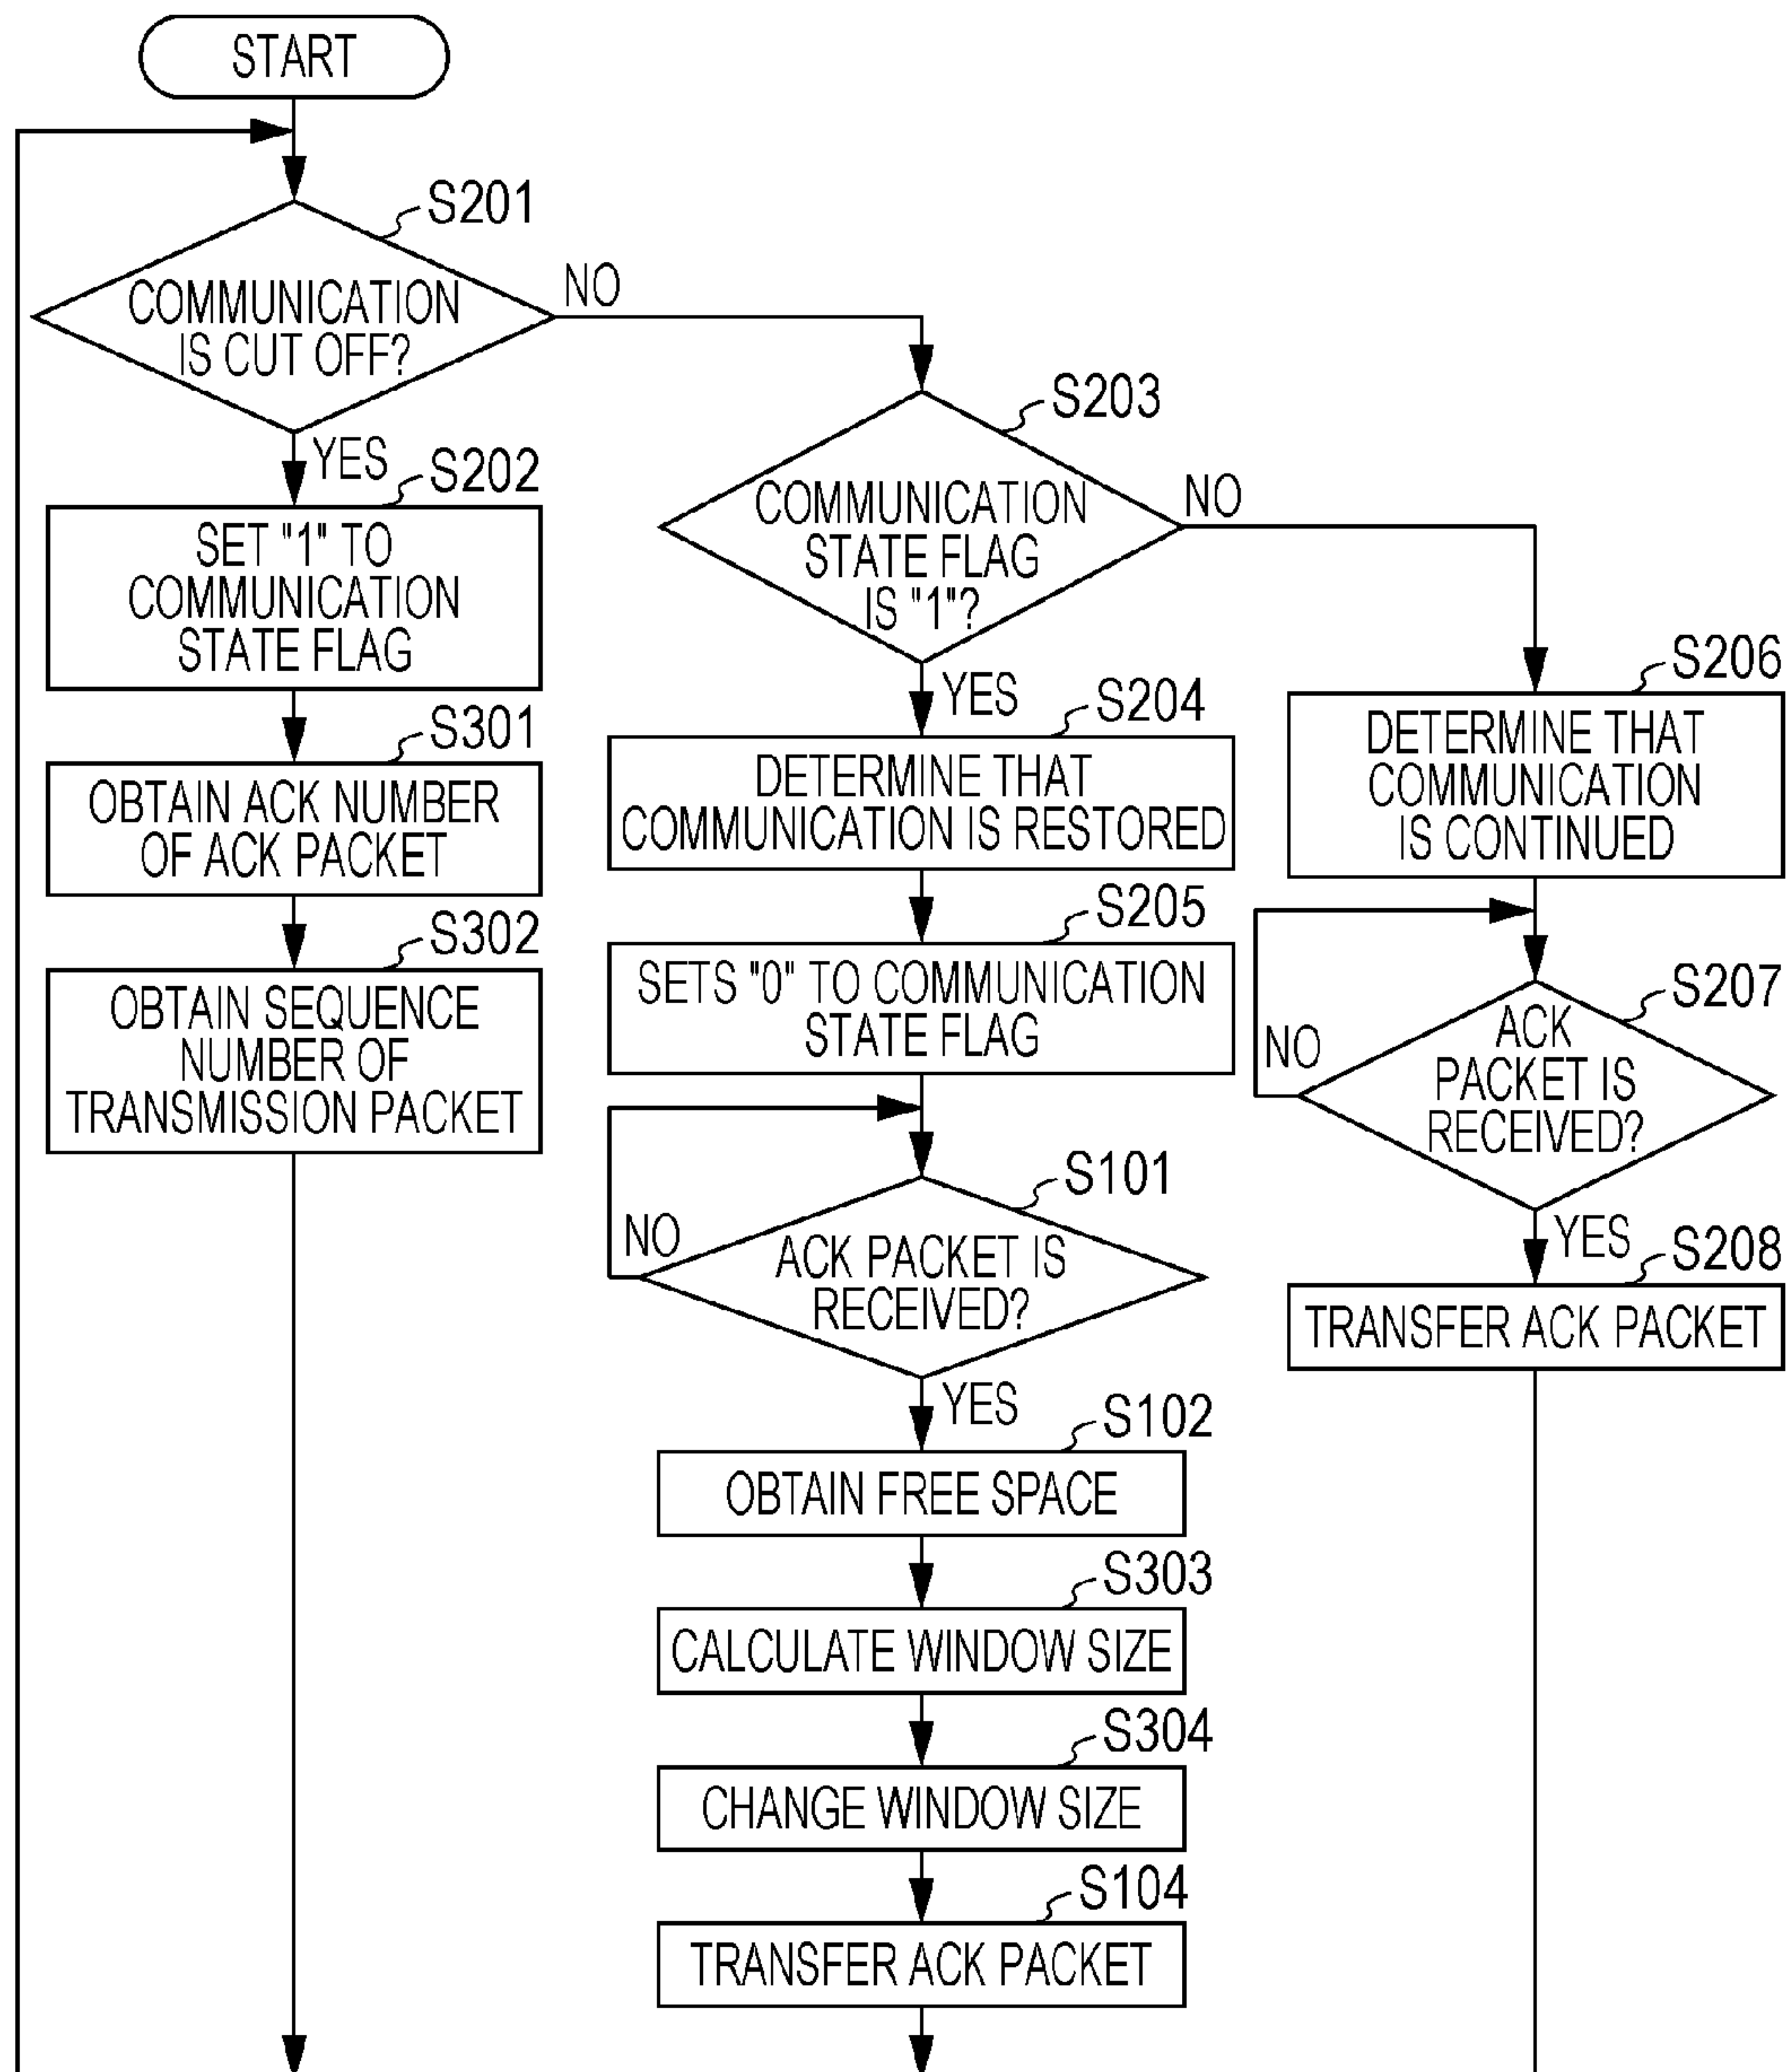 START
S201
COMMUNICATION
IS CUT OFF?
NO
YES
S202
SET "1" TO
COMMUNICATION
STATE FLAG
S301
OBTAIN ACK NUMBER
OF ACK PACKET
S302
OBTAIN SEQUENCE
NUMBER OF
TRANSMISSION PACKET
S203
COMMUNICATION
STATE FLAG
IS "1"?
NO
YES
S204
DETERMINE THAT
COMMUNICATION IS RESTORED
S205
SETS "0" TO COMMUNICATION
STATE FLAG
S101
NO
ACK PACKET IS
RECEIVED?
YES
S102
OBTAIN FREE SPACE
S303
CALCULATE WINDOW SIZE
S304
CHANGE WINDOW SIZE
S104
TRANSFER ACK PACKET
S206
DETERMINE THAT
COMMUNICATION
IS CONTINUED
S207
NO
ACK
PACKET IS
RECEIVED?
YES
S208
TRANSFER ACK PACKET